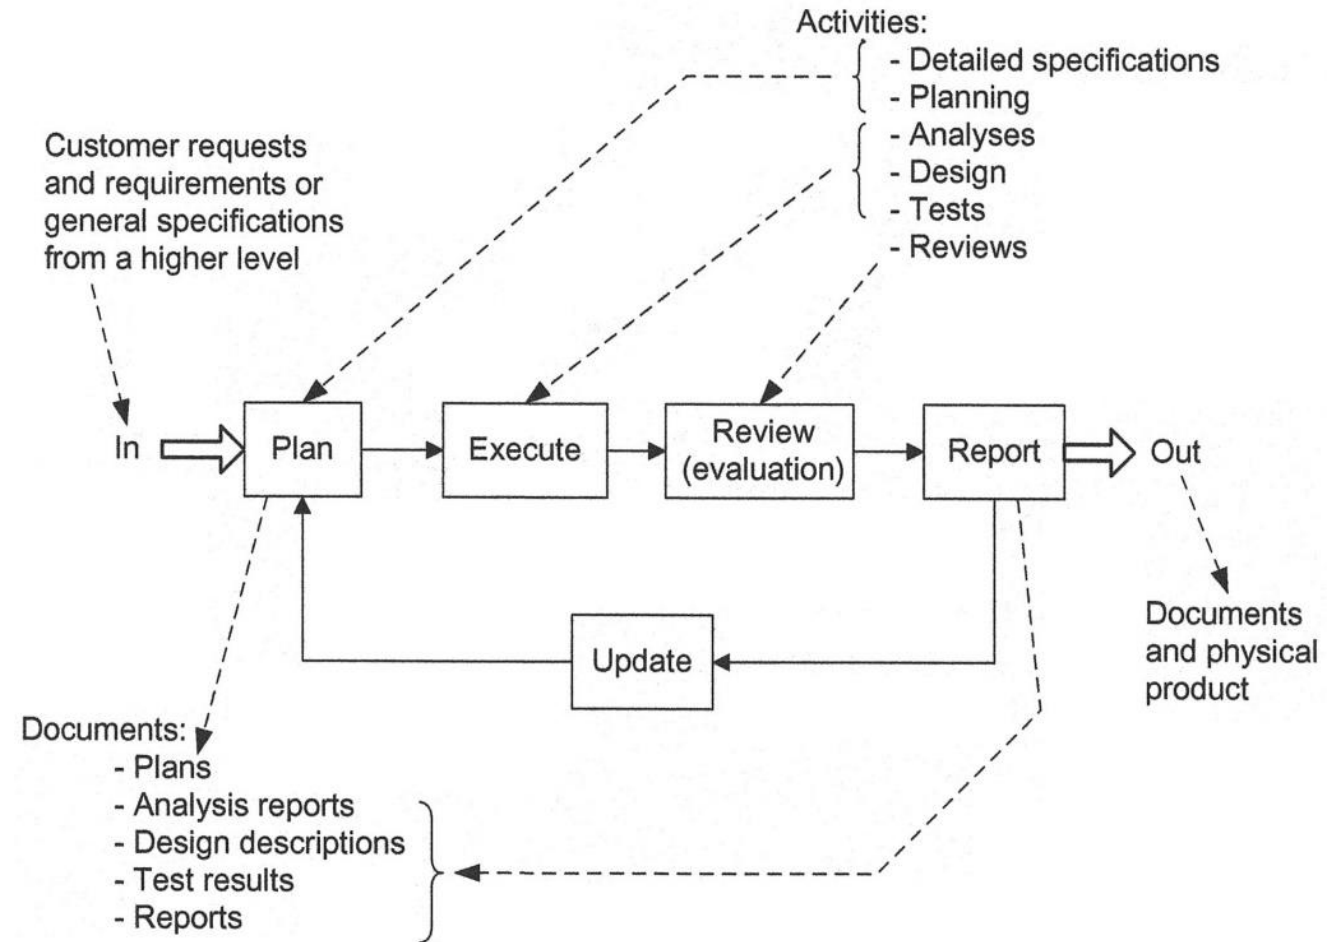 Activities:
- Detailed specifications
- Planning
- Analyses
- Design
- Tests
- Reviews
Customer requests
and requirements or
general specifications
from a higher level
In
Plan
Execute
Review
(evaluation)
Report
Out
Update
Documents
and physical
product
Documents:
- Plans
- Analysis reports
- Design descriptions
- Test results
- Reports